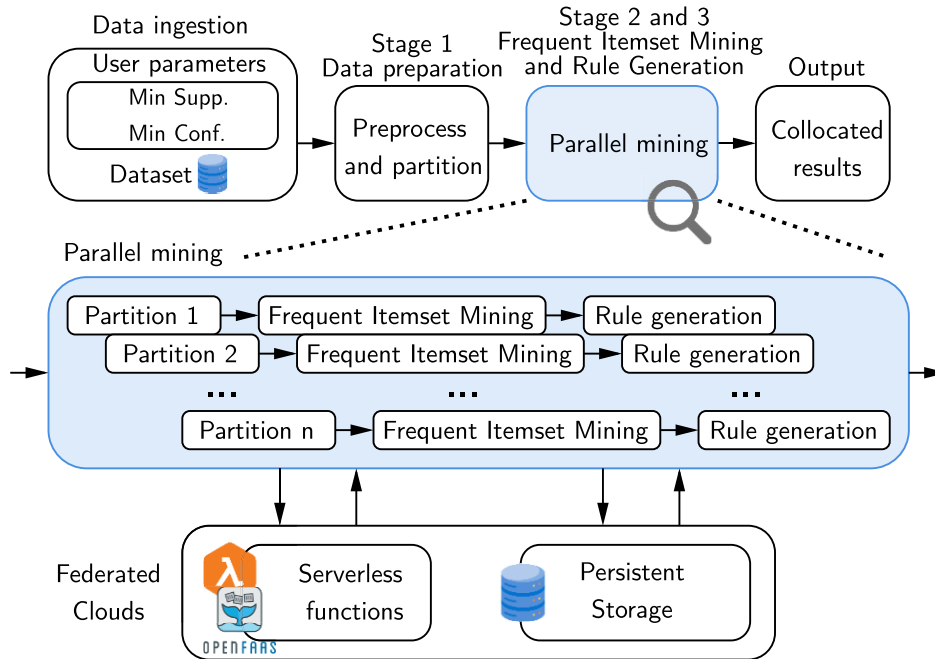 Data ingestion
User parameters
Min Supp.
Min Conf.
Dataset
Stage 1
Data preparation
Preprocess
and partition
Stage 2 and 3
Frequent Itemset Mining
and Rule Generation
Parallel mining
Output
Collocated
results
Parallel mining
Partition 1
Frequent Itemset Mining
Rule generation
Partition 2
Frequent Itemset Mining
Rule generation
...
...
...
Partition n
Frequent Itemset Mining
Rule generation
Federated
Clouds
λ
OPENFAAS
Serverless
functions
Persistent
Storage